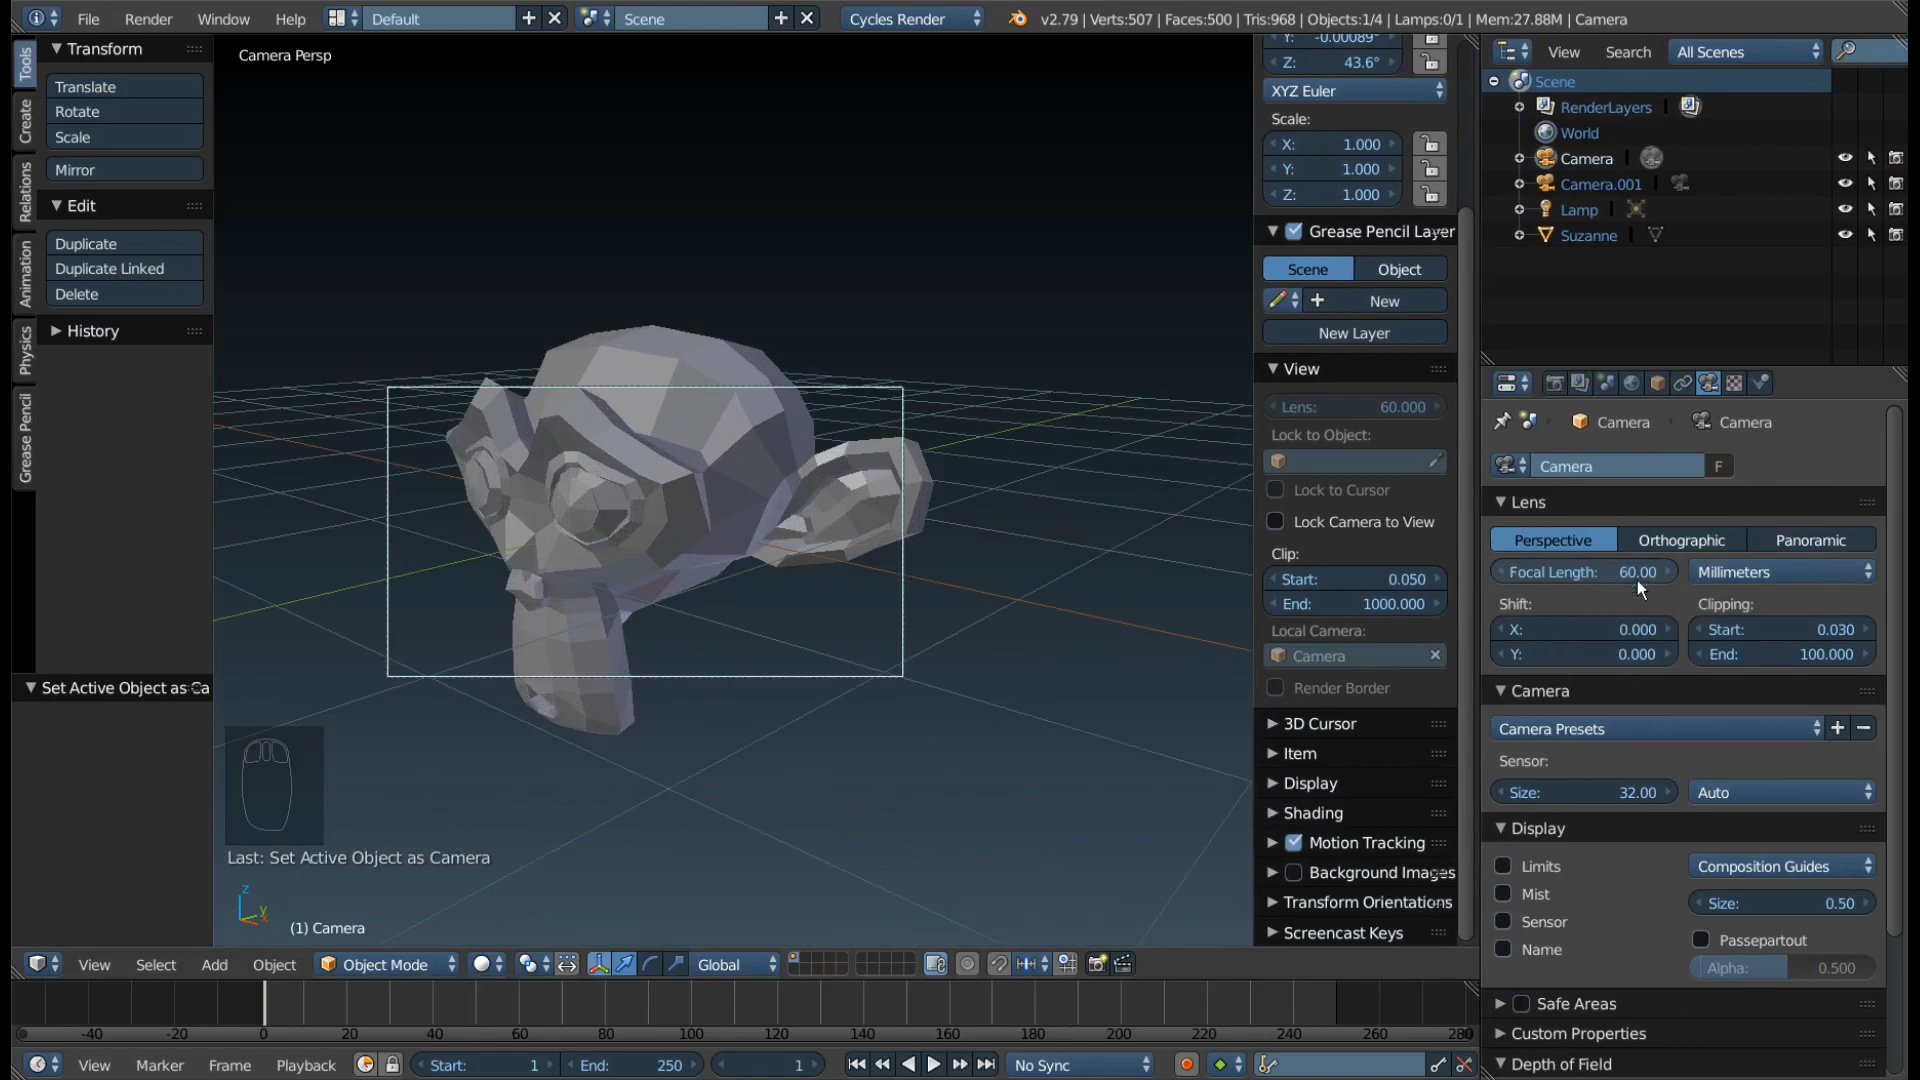 File Render Window Help Default Scene Cycles Render v2.79 | Verts:507 | Faces:500 | Tris:968 | Objects:1/4 | Lamps:0/1 | Mem:27.88M | Camera
Tools
Create
Relations
Animation
Physics
Grease Pencil
Transform
Translate
Rotate
Scale
Mirror
Edit
Duplicate
Duplicate Linked
Delete
History
Set Active Object as Ca
Camera Persp
Last: Set Active Object as Camera
z
y
(1) Camera
Y: -0.00089°
Z: 43.6°
XYZ Euler
Scale:
X: 1.000
Y: 1.000
Z: 1.000
Grease Pencil Layer
Scene Object
New
New Layer
View
Lens: 60.000
Lock to Object:
Lock to Cursor
Lock Camera to View
Clip:
Start: 0.050
End: 1000.000
Local Camera:
Camera
Render Border
3D Cursor
Item
Display
Shading
Motion Tracking
Background Images
Transform Orientations
Screencast Keys
View Search All Scenes
Scene
RenderLayers
World
Camera
Camera.001
Lamp
Suzanne
Camera Camera
Camera F
Lens
Perspective Orthographic Panoramic
Focal Length: 60.00 Millimeters
Shift: Clipping:
X: 0.000 Start: 0.030
Y: 0.000 End: 100.000
Camera
Camera Presets
Sensor:
Size: 32.00 Auto
Display
Limits Composition Guides
Mist Size: 0.50
Sensor
Name Passepartout
Alpha: 0.500
Safe Areas
Custom Properties
Depth of Field
View Select Add Object Object Mode Global
-40 -20 0 20 40 60 80 100 120 140 160 180 200 220 240 260 280
View Marker Frame Playback Start: 1 End: 250 1 No Sync